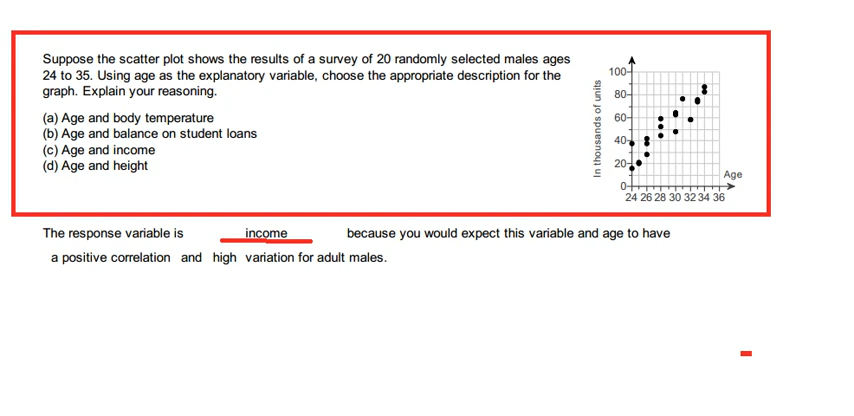 Suppose the scatter plot shows the results of a survey of 20 randomly selected males ages
24 to 35. Using age as the explanatory variable, choose the appropriate description for the
graph. Explain your reasoning.
(a) Age and body temperature
(b) Age and balance on student loans
(c) Age and income
(d) Age and height
In thousands of units
100
80
60
40
20
0
Age
24 26 28 30 32 34 36
The response variable is income because you would expect this variable and age to have
a positive correlation and high variation for adult males.